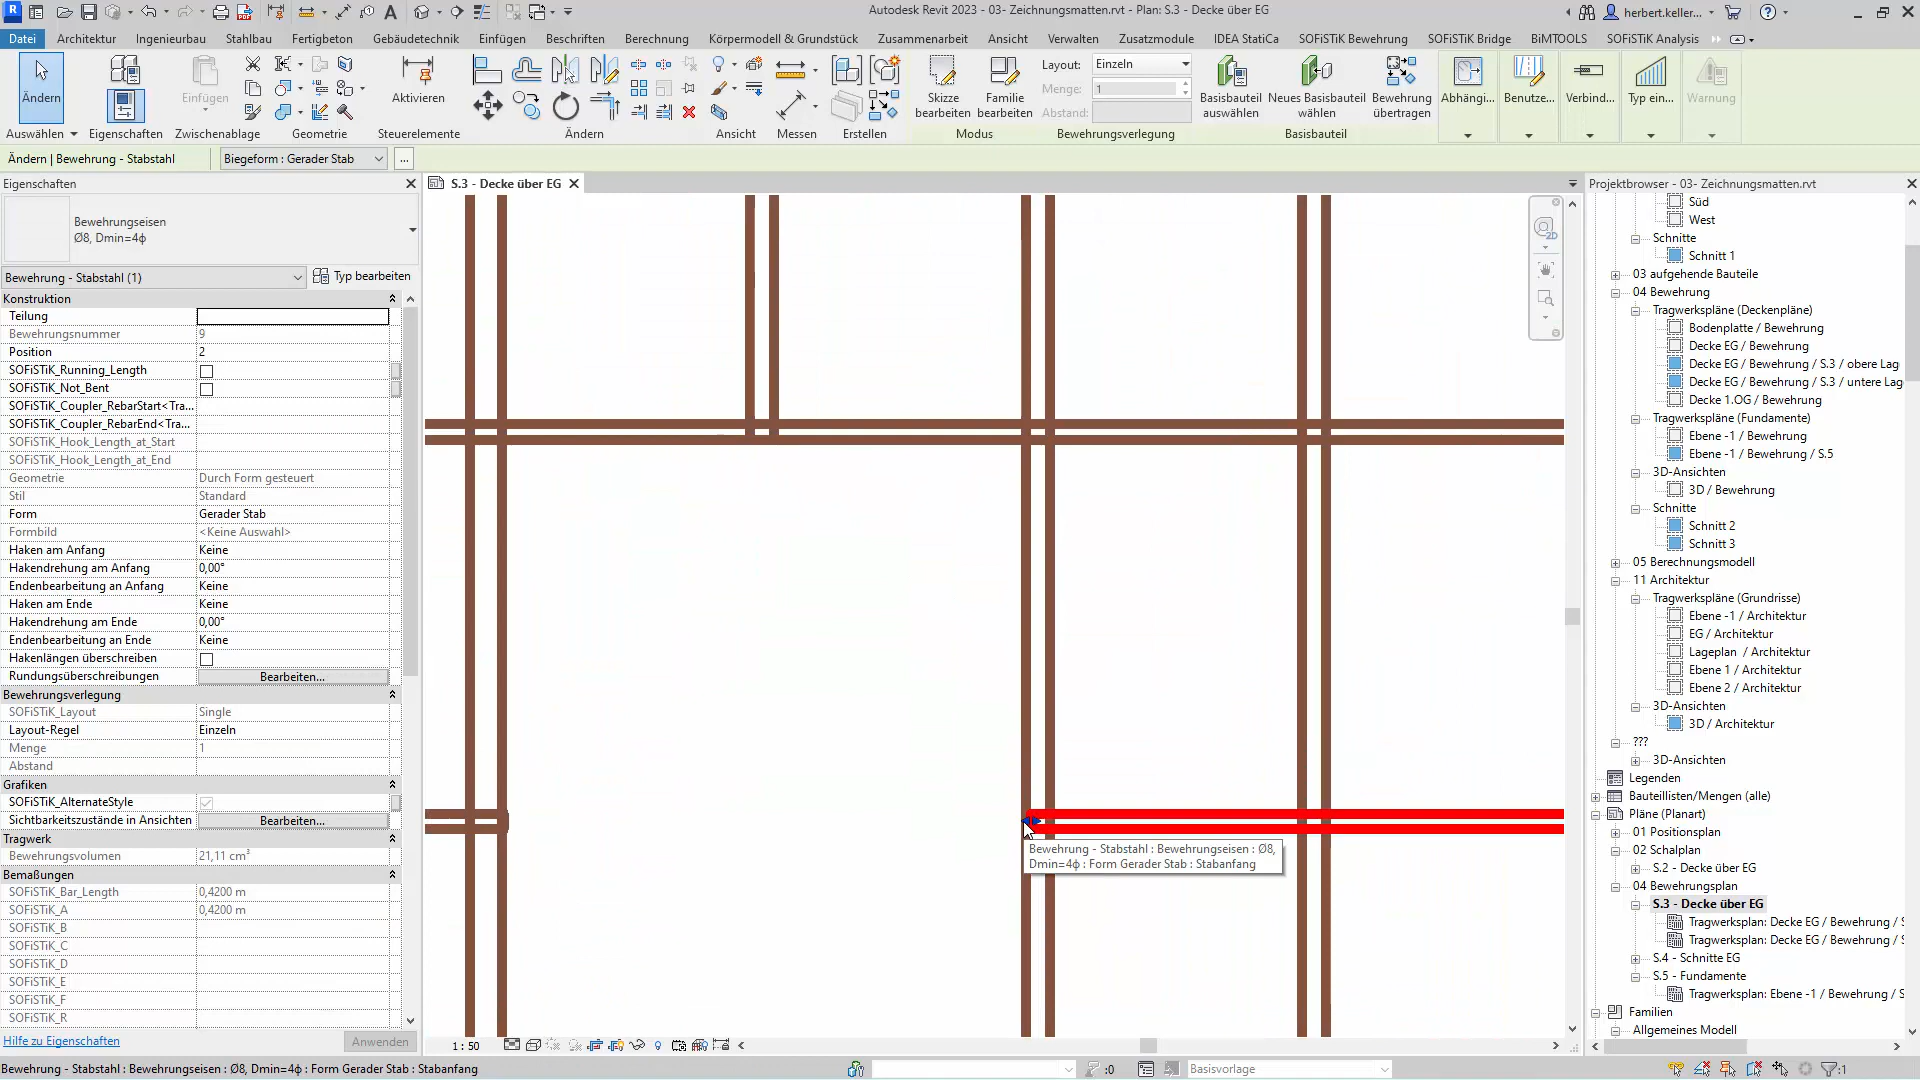 Autodesk Revit 2023 - 03- Zeichnungsmatten.rvt - Plan: S.3 - Decke über EG
herbert.keller...
Datei Architektur Ingenieurbau Stahlbau Fertigbeton Gebäudetechnik Einfügen Beschriften Berechnung Körpermodell & Grundstück Zusammenarbeit Ansicht Verwalten Zusatzmodule IDEA StatiCa SOFiSTiK Bewehrung SOFiSTiK Bridge BiMTOOLS SOFiSTiK Analysis
Layout: Einzeln
Menge: 1
Abstand:
Ändern Einfügen Aktivieren
Skizze bearbeiten
Familie bearbeiten
Basisbauteil auswählen
Neues Basisbauteil wählen
Bewehrung übertragen
Abhängi... Benutze... Verbind... Typ ein... Warnung
Auswählen Eigenschaften Zwischenablage Geometrie Steuerelemente Ändern Ansicht Messen Erstellen Modus Bewehrungsverlegung Basisbauteil
Ändern | Bewehrung - Stabstahl Biegeform : Gerader Stab ...
Eigenschaften
S.3 - Decke über EG
Projektbrowser - 03- Zeichnungsmatten.rvt
Bewehrungseisen
Ø8, Dmin=4ϕ
Bewehrung - Stabstahl (1) Typ bearbeiten
Konstruktion
Teilung
Bewehrungsnummer 9
Position 2
SOFiSTiK_Running_Length
SOFiSTiK_Not_Bent
SOFiSTiK_Coupler_RebarStart<Tra...
SOFiSTiK_Coupler_RebarEnd<Tra...
SOFiSTiK_Hook_Length_at_Start
SOFiSTiK_Hook_Length_at_End
Geometrie Durch Form gesteuert
Stil Standard
Form Gerader Stab
Formbild <Keine Auswahl>
Haken am Anfang Keine
Hakendrehung am Anfang 0,00°
Endenbearbeitung an Anfang Keine
Haken am Ende Keine
Hakendrehung am Ende 0,00°
Endenbearbeitung an Ende Keine
Hakenlängen überschreiben
Rundungsüberschreibungen Bearbeiten...
Bewehrungsverlegung
SOFiSTiK_Layout Single
Layout-Regel Einzeln
Menge 1
Abstand
Grafiken
SOFiSTiK_AlternateStyle
Sichtbarkeitszustände in Ansichten Bearbeiten...
Tragwerk
Bewehrungsvolumen 21,11 cm³
Bemaßungen
SOFiSTiK_Bar_Length 0,4200 m
SOFiSTiK_A 0,4200 m
SOFiSTiK_B
SOFiSTiK_C
SOFiSTiK_D
SOFiSTiK_E
SOFiSTiK_F
SOFiSTiK_R
Hilfe zu Eigenschaften Anwenden
2D
Bewehrung - Stabstahl : Bewehrungseisen : Ø8,
Dmin=4ϕ : Form Gerader Stab : Stabanfang
1 : 50
Süd
West
Schnitte
Schnitt 1
03 aufgehende Bauteile
04 Bewehrung
Tragwerkspläne (Deckenpläne)
Bodenplatte / Bewehrung
Decke EG / Bewehrung
Decke EG / Bewehrung / S.3 / obere Lag
Decke EG / Bewehrung / S.3 / untere Lag
Decke 1.OG / Bewehrung
Tragwerkspläne (Fundamente)
Ebene -1 / Bewehrung
Ebene -1 / Bewehrung / S.5
3D-Ansichten
3D / Bewehrung
Schnitte
Schnitt 2
Schnitt 3
05 Berechnungsmodell
11 Architektur
Tragwerkspläne (Grundrisse)
Ebene -1 / Architektur
EG / Architektur
Lageplan / Architektur
Ebene 1 / Architektur
Ebene 2 / Architektur
3D-Ansichten
3D / Architektur
???
3D-Ansichten
Legenden
Bauteillisten/Mengen (alle)
Pläne (Planart)
01 Positionsplan
02 Schalplan
S.2 - Decke über EG
04 Bewehrungsplan
S.3 - Decke über EG
Tragwerksplan: Decke EG / Bewehrung / S
Tragwerksplan: Decke EG / Bewehrung / S
S.4 - Schnitte EG
S.5 - Fundamente
Tragwerksplan: Ebene -1 / Bewehrung / S
Familien
Allgemeines Modell
Bewehrung - Stabstahl : Bewehrungseisen : Ø8, Dmin=4ϕ : Form Gerader Stab : Stabanfang
:0
Basisvorlage
:1